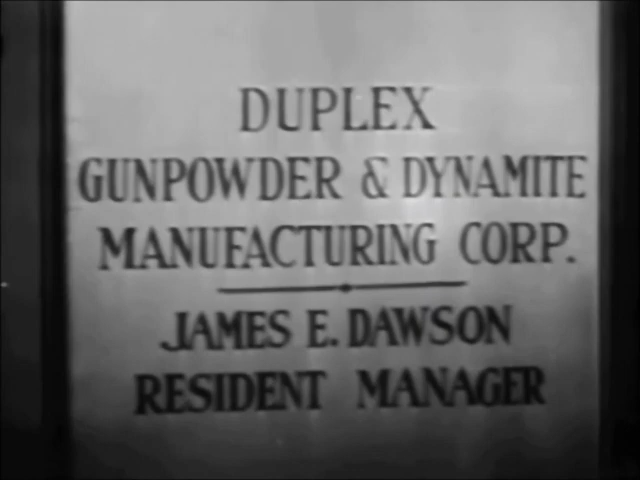 DUPLEX
GUNPOWDER & DYNAMITE
MANUFACTURING CORP.
JAMES E. DAWSON
RESIDENT MANAGER